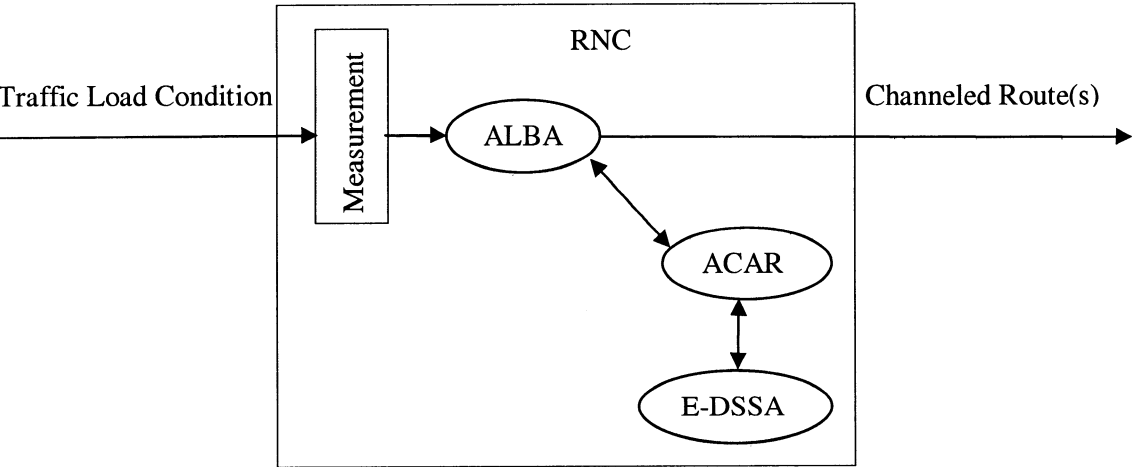 RNC
Traffic Load Condition
Measurement
ALBA
Channeled Route(s)
ACAR
E-DSSA